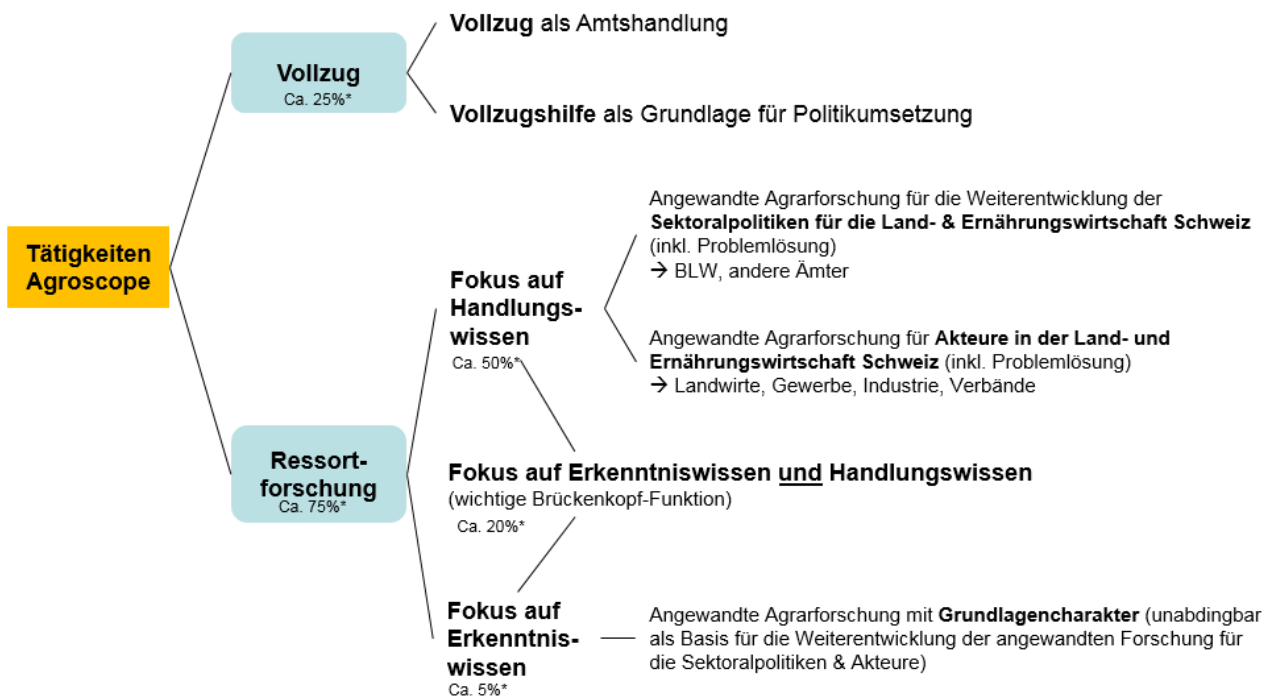 Vollzug als Amtshandlung
Vollzug
Ca. 25%*
Vollzugshilfe als Grundlage für Politikumsetzung
Tätigkeiten
Agroscope
Angewandte Agrarforschung für die Weiterentwicklung der
Sektoralpolitiken für die Land- & Ernährungswirtschaft Schweiz
(inkl. Problemlösung)
→ BLW, andere Ämter
Fokus auf
Handlungs-
wissen
Ca. 50%*
Angewandte Agrarforschung für Akteure in der Land- und
Ernährungswirtschaft Schweiz (inkl. Problemlösung)
→ Landwirte, Gewerbe, Industrie, Verbände
Ressort-
forschung
Ca. 75%*
Fokus auf Erkenntniswissen und Handlungswissen
(wichtige Brückenkopf-Funktion)
Ca. 20%*
Fokus auf
Erkenntnis-
wissen
Ca. 5%*
Angewandte Agrarforschung mit Grundlagencharakter (unabdingbar
als Basis für die Weiterentwicklung der angewandten Forschung für
die Sektoralpolitiken & Akteure)